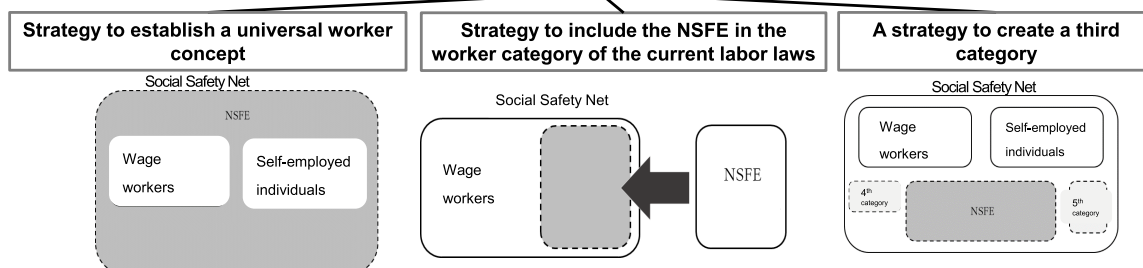 Strategy to establish a universal worker
concept
Social Safety Net
NSFE
Wage
workers
Self-employed
individuals
Strategy to include the NSFE in the
worker category of the current labor laws
Social Safety Net
Wage
workers
NSFE
A strategy to create a third
category
Social Safety Net
Wage
workers
Self-employed
individuals
4th
category
NSFE
5th
category